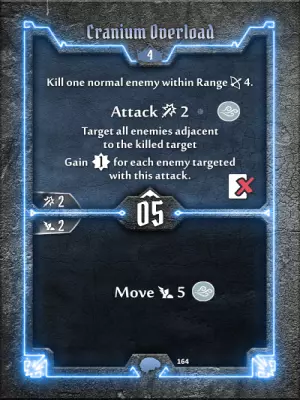 Cranium Overload
4
Kill one normal enemy within Range 4.
Attack 2
Target all enemies adjacent
to the killed target
Gain 1 for each enemy targeted
with this attack.
2
05
2
Move 5
164